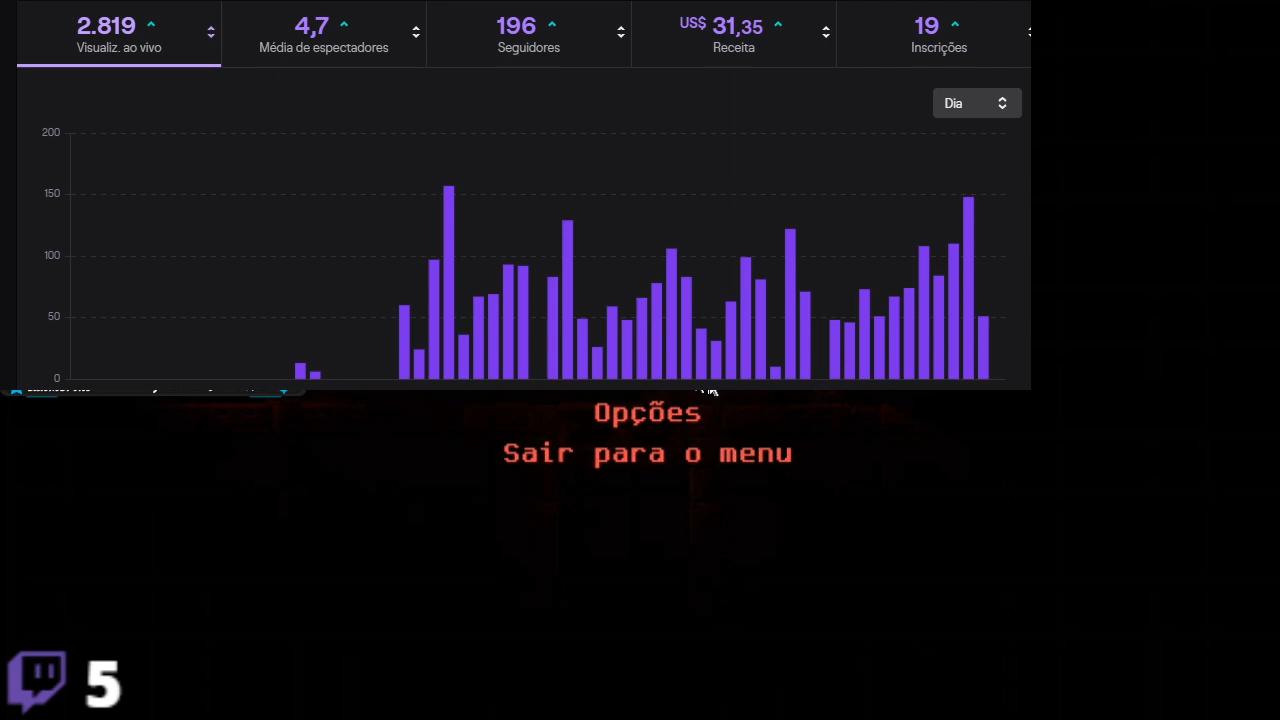 2.819
Visualiz. ao vivo
4,7
Média de espectadores
196
Seguidores
US$ 31,35
Receita
19
Inscrições
Dia
200
150
100
50
0
Opções
Sair para o menu
5